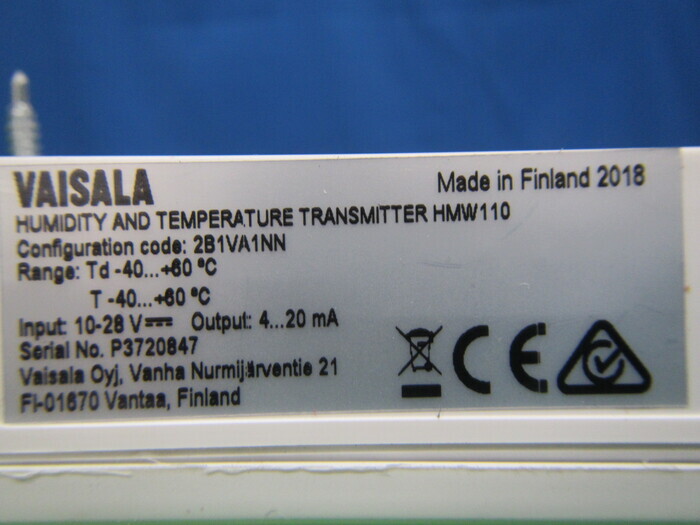 VAISALA
Made in Finland 2018
HUMIDITY AND TEMPERATURE TRANSMITTER HMW110
Configuration code: 2B1VA1NN
Range: Td -40...+60 °C
T -40...+60 °C
Input: 10-28 V⎓ Output: 4...20 mA
Serial No. P3720847
Vaisala Oyj, Vanha Nurmijärventie 21
FI-01670 Vantaa, Finland
CE